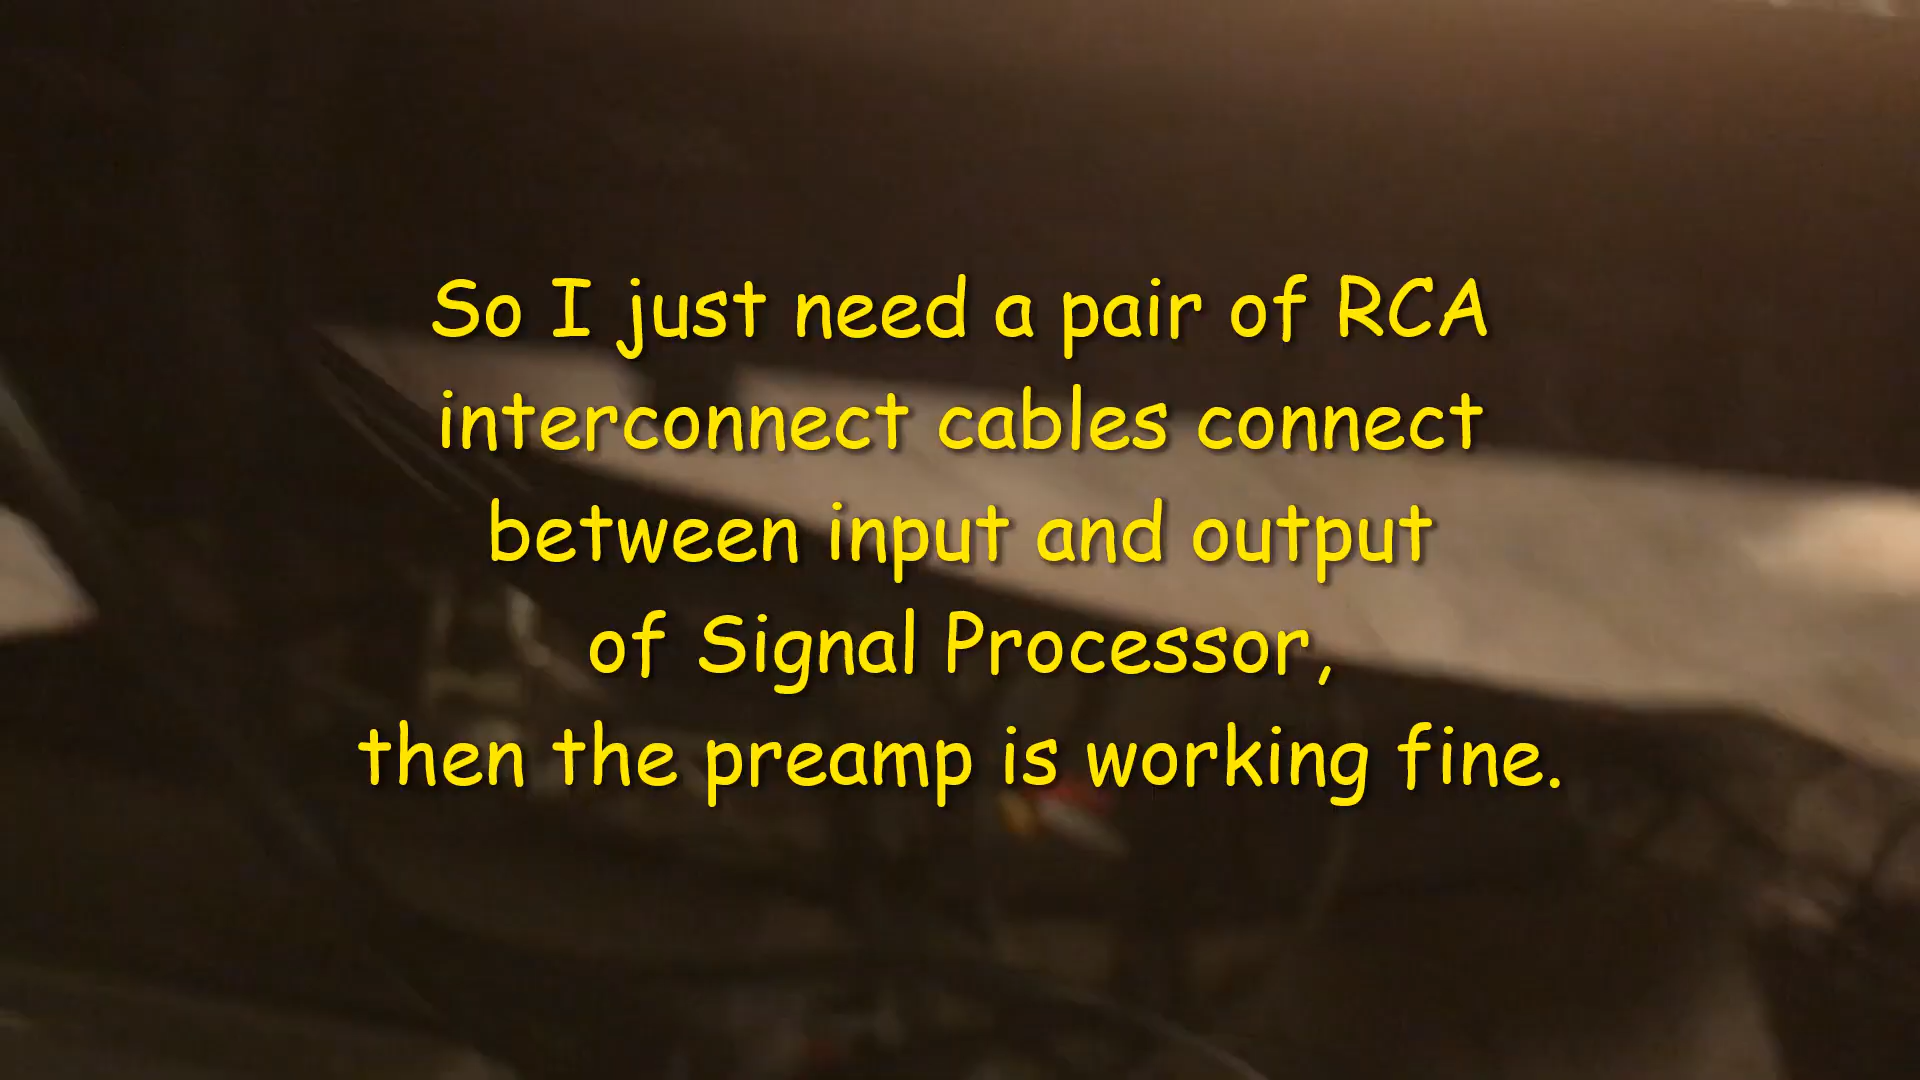 So I just need a pair of RCA
interconnect cables connect
between input and output
of Signal Processor,
then the preamp is working fine.